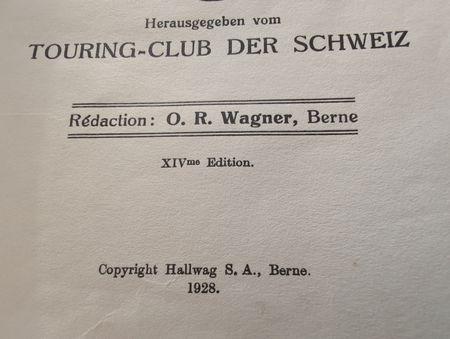 Herausgegeben vom
TOURING-CLUB DER SCHWEIZ
Rédaction: O. R. Wagner, Berne
XIVme Edition.
Copyright Hallwag S. A., Berne.
1928.